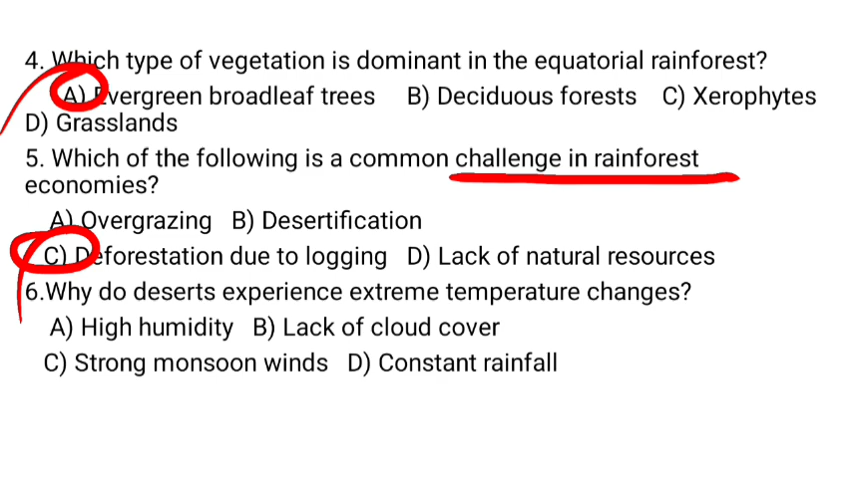 4. Which type of vegetation is dominant in the equatorial rainforest?
A) Evergreen broadleaf trees B) Deciduous forests C) Xerophytes
D) Grasslands
5. Which of the following is a common challenge in rainforest
economies?
A) Overgrazing B) Desertification
C) Deforestation due to logging D) Lack of natural resources
6.Why do deserts experience extreme temperature changes?
A) High humidity B) Lack of cloud cover
C) Strong monsoon winds D) Constant rainfall